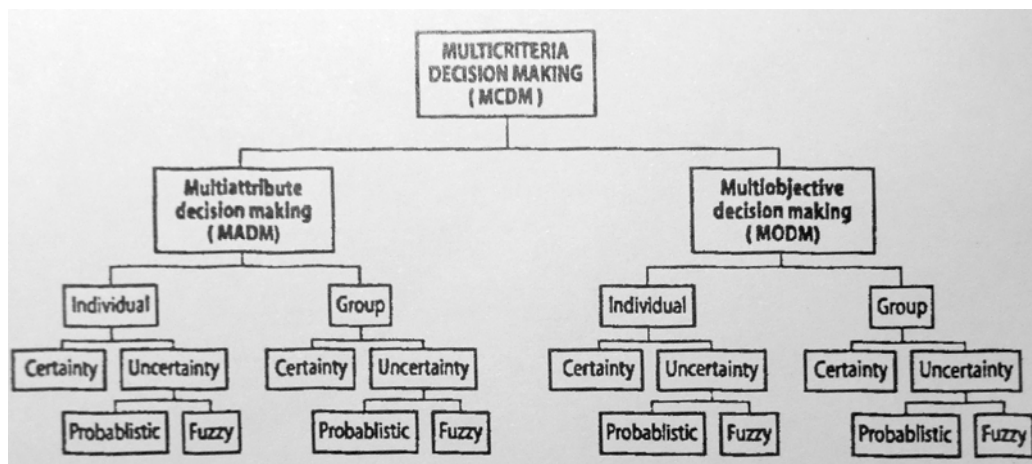 MULTICRITERIA
DECISION MAKING
( MCDM )
Multiattribute
decision making
( MADM)
Multiobjective
decision making
( MODM)
Individual
Group
Individual
Group
Certainty
Uncertainty
Certainty
Uncertainty
Certainty
Uncertainty
Certainty
Uncertainty
Probablistic
Fuzzy
Probablistic
Fuzzy
Probablistic
Fuzzy
Probablistic
Fuzzy